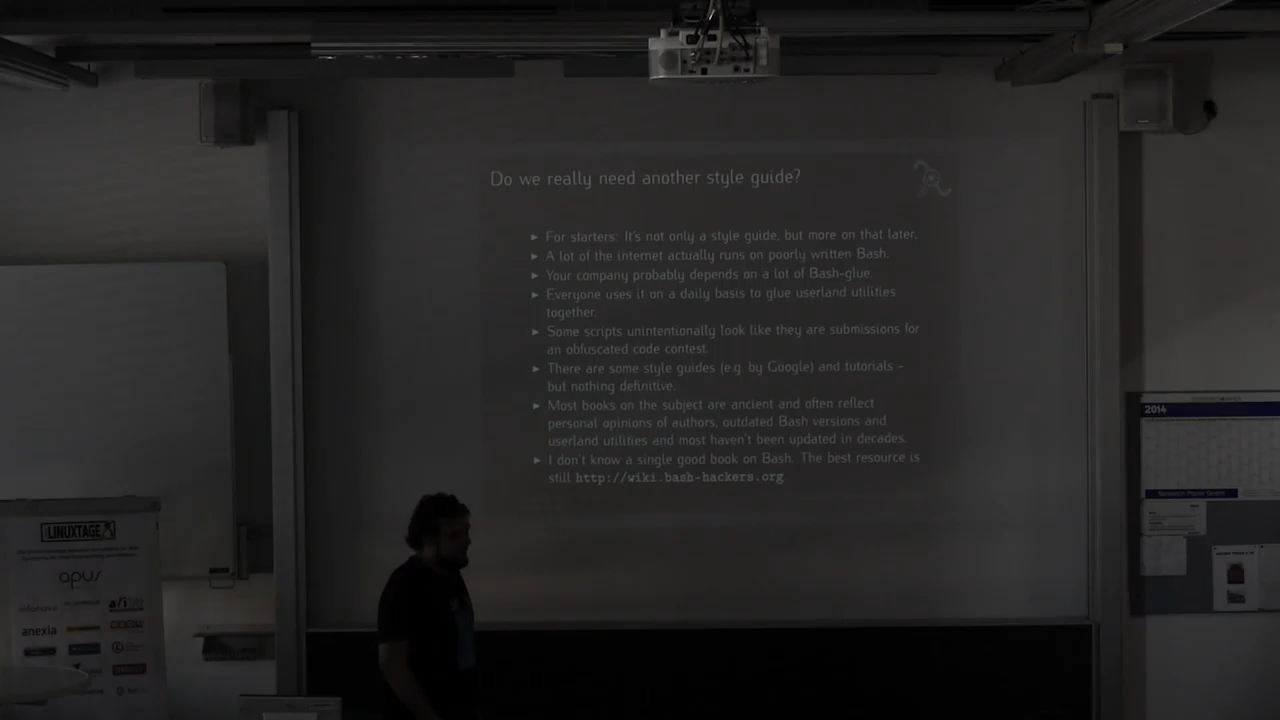 Do we really need another style guide?
► For starters: It's not only a style guide, but more on that later.
► A lot of the internet actually runs on poorly written Bash.
► Your company probably depends on a lot of Bash-glue.
► Everyone uses it on a daily basis to glue userland utilities
together.
► Some scripts unintentionally look like they are submissions for
an obfuscated code contest.
► There are some style guides (e.g. by Google) and tutorials –
but nothing definitive.
► Most books on the subject are ancient and often reflect
personal opinions of authors, outdated Bash versions and
userland utilities and most haven't been updated in decades.
► I don't know a single good book on Bash. The best resource is
still http://wiki.bash-hackers.org
2014
LINUXTAGE
apus
infonova
anexia